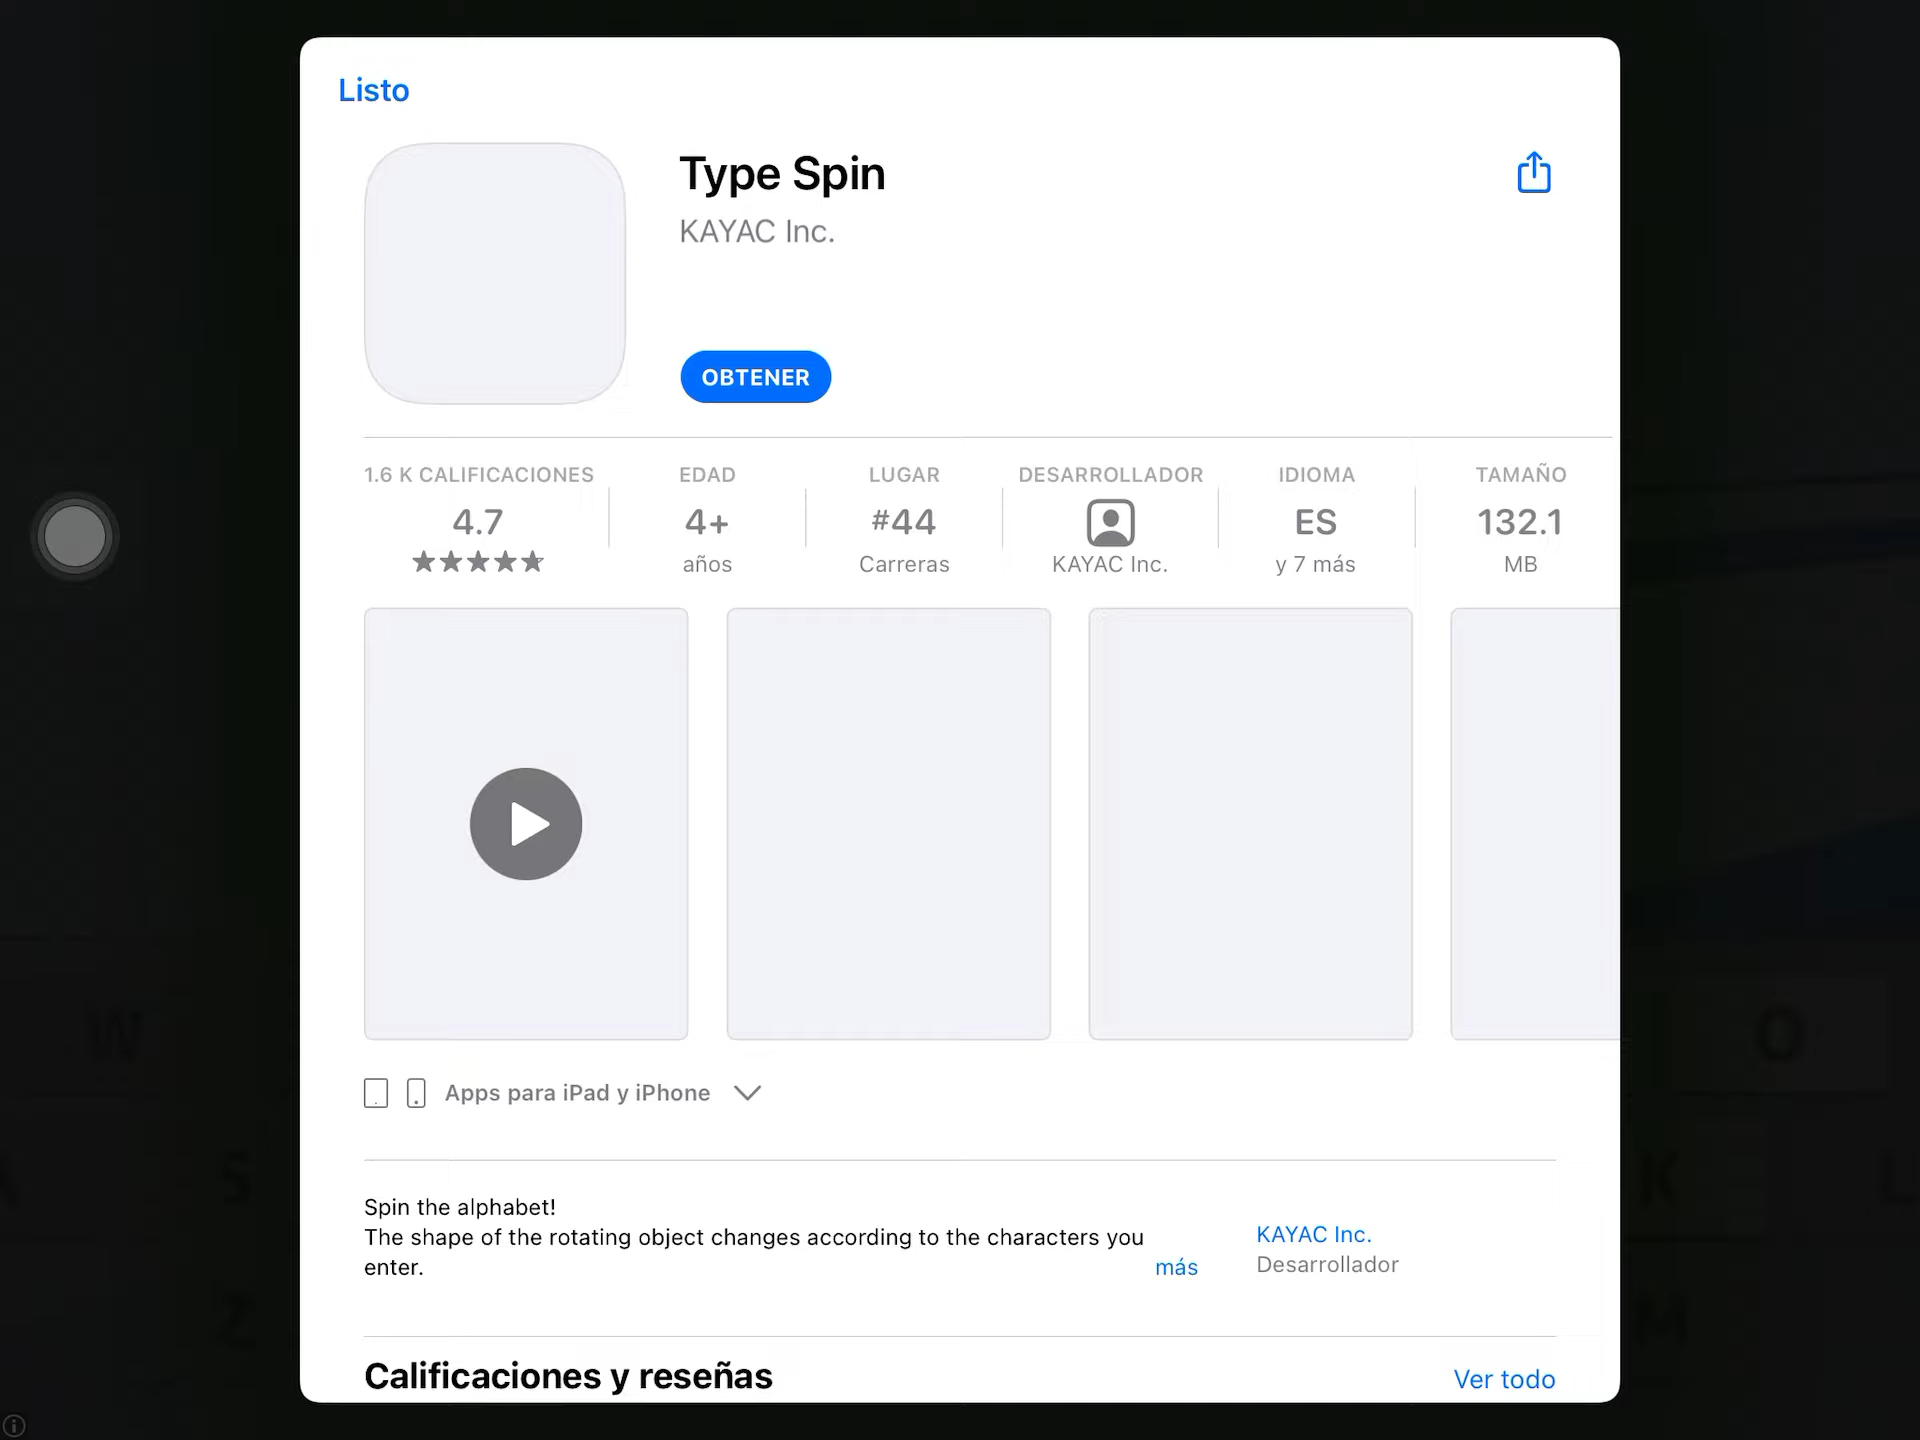 Listo
Type Spin
KAYAC Inc.
OBTENER
1.6 K CALIFICACIONES
4.7
EDAD
4+
años
LUGAR
#44
Carreras
DESARROLLADOR
KAYAC Inc.
IDIOMA
ES
y 7 más
TAMAÑO
132.1
MB
Apps para iPad y iPhone
Spin the alphabet!
The shape of the rotating object changes according to the characters you
enter.
más
KAYAC Inc.
Desarrollador
Calificaciones y reseñas
Ver todo
W
O
A
S
K
L
Z
M